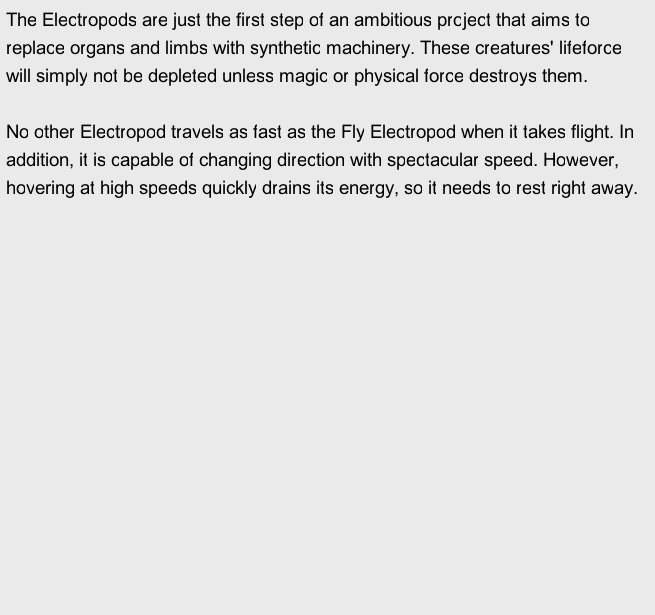 The Electropods are just the first step of an ambitious project that aims to
replace organs and limbs with synthetic machinery. These creatures' lifeforce
will simply not be depleted unless magic or physical force destroys them.
No other Electropod travels as fast as the Fly Electropod when it takes flight. In
addition, it is capable of changing direction with spectacular speed. However,
hovering at high speeds quickly drains its energy, so it needs to rest right away.